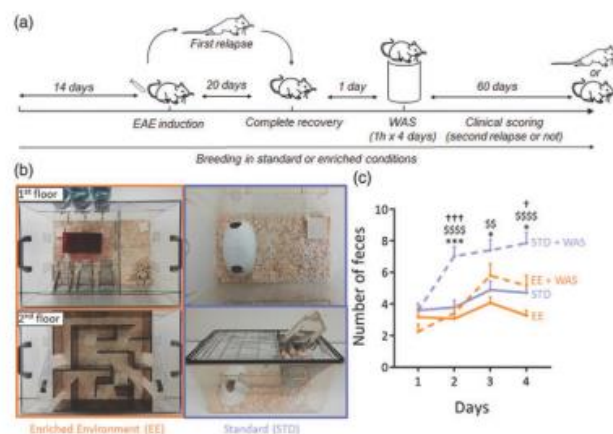 (a)
First relapse
14 days
20 days
1 day
60 days
or
EAE induction
Complete recovery
WAS
(1h x 4 days)
Clinical scoring
(second relapse or not)
Breeding in standard or enriched conditions
(b)
1st floor
2nd floor
Enriched Environment (EE)
Standard (STD)
(c)
Number of feces
10
8
6
4
2
0
†††
$$$$
***
$$
*
†
$$$$
*
STD + WAS
EE + WAS
STD
EE
1 2 3 4
Days